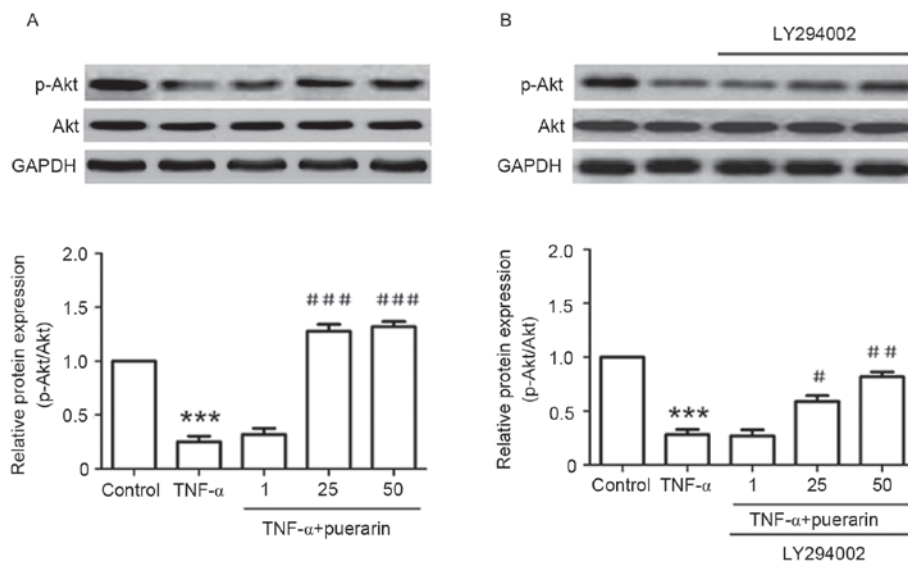 A
p-Akt
Akt
GAPDH
Relative protein expression
(p-Akt/Akt)
2.0
1.5
1.0
0.5
0
***
###
###
Control
TNF-α
1
25
50
TNF-α+puerarin
B
LY294002
p-Akt
Akt
GAPDH
Relative protein expression
(p-Akt/Akt)
2.0
1.5
1.0
0.5
0
***
#
##
Control
TNF-α
1
25
50
TNF-α+puerarin
LY294002